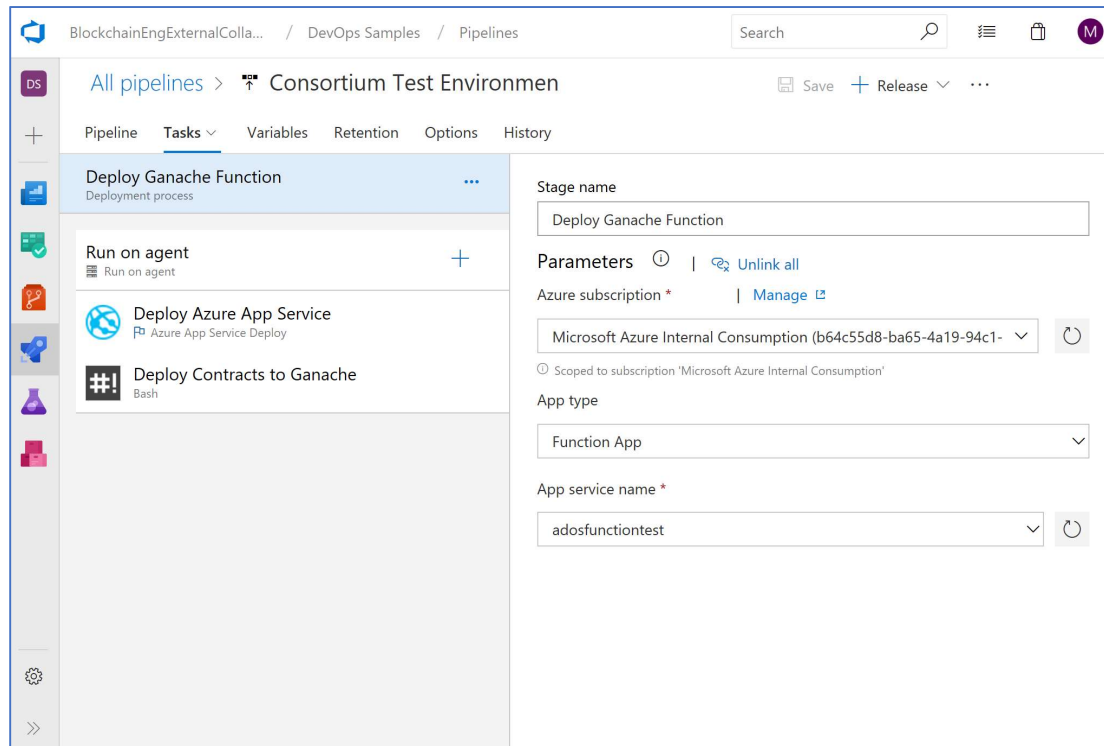 BlockchainEngExternalColla... / DevOps Samples / Pipelines
Search
M
DS
All pipelines > Consortium Test Environmen
Save
+ Release
...
Pipeline Tasks Variables Retention Options History
Deploy Ganache Function
...
Deployment process
Run on agent
+
Run on agent
Deploy Azure App Service
Azure App Service Deploy
#!
Deploy Contracts to Ganache
Bash
Stage name
Deploy Ganache Function
Parameters | Unlink all
Azure subscription * | Manage
Microsoft Azure Internal Consumption (b64c55d8-ba65-4a19-94c1-
Scoped to subscription 'Microsoft Azure Internal Consumption'
App type
Function App
App service name *
adosfunctiontest